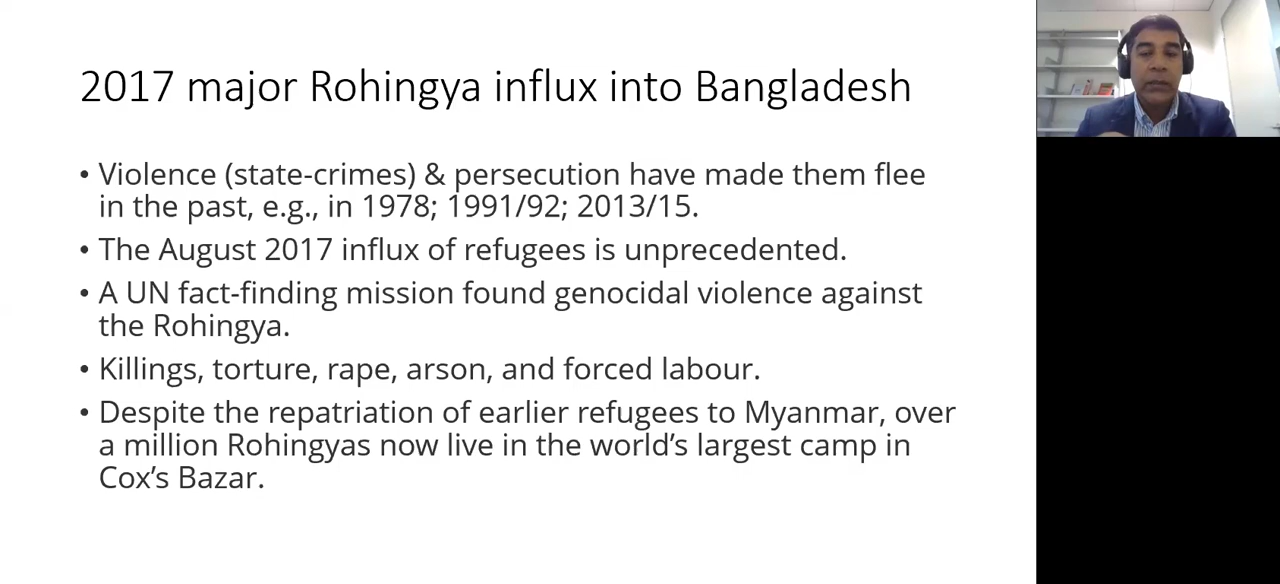 2017 major Rohingya influx into Bangladesh
• Violence (state-crimes) & persecution have made them flee
in the past, e.g., in 1978; 1991/92; 2013/15.
• The August 2017 influx of refugees is unprecedented.
• A UN fact-finding mission found genocidal violence against
the Rohingya.
• Killings, torture, rape, arson, and forced labour.
• Despite the repatriation of earlier refugees to Myanmar, over
a million Rohingyas now live in the world’s largest camp in
Cox’s Bazar.